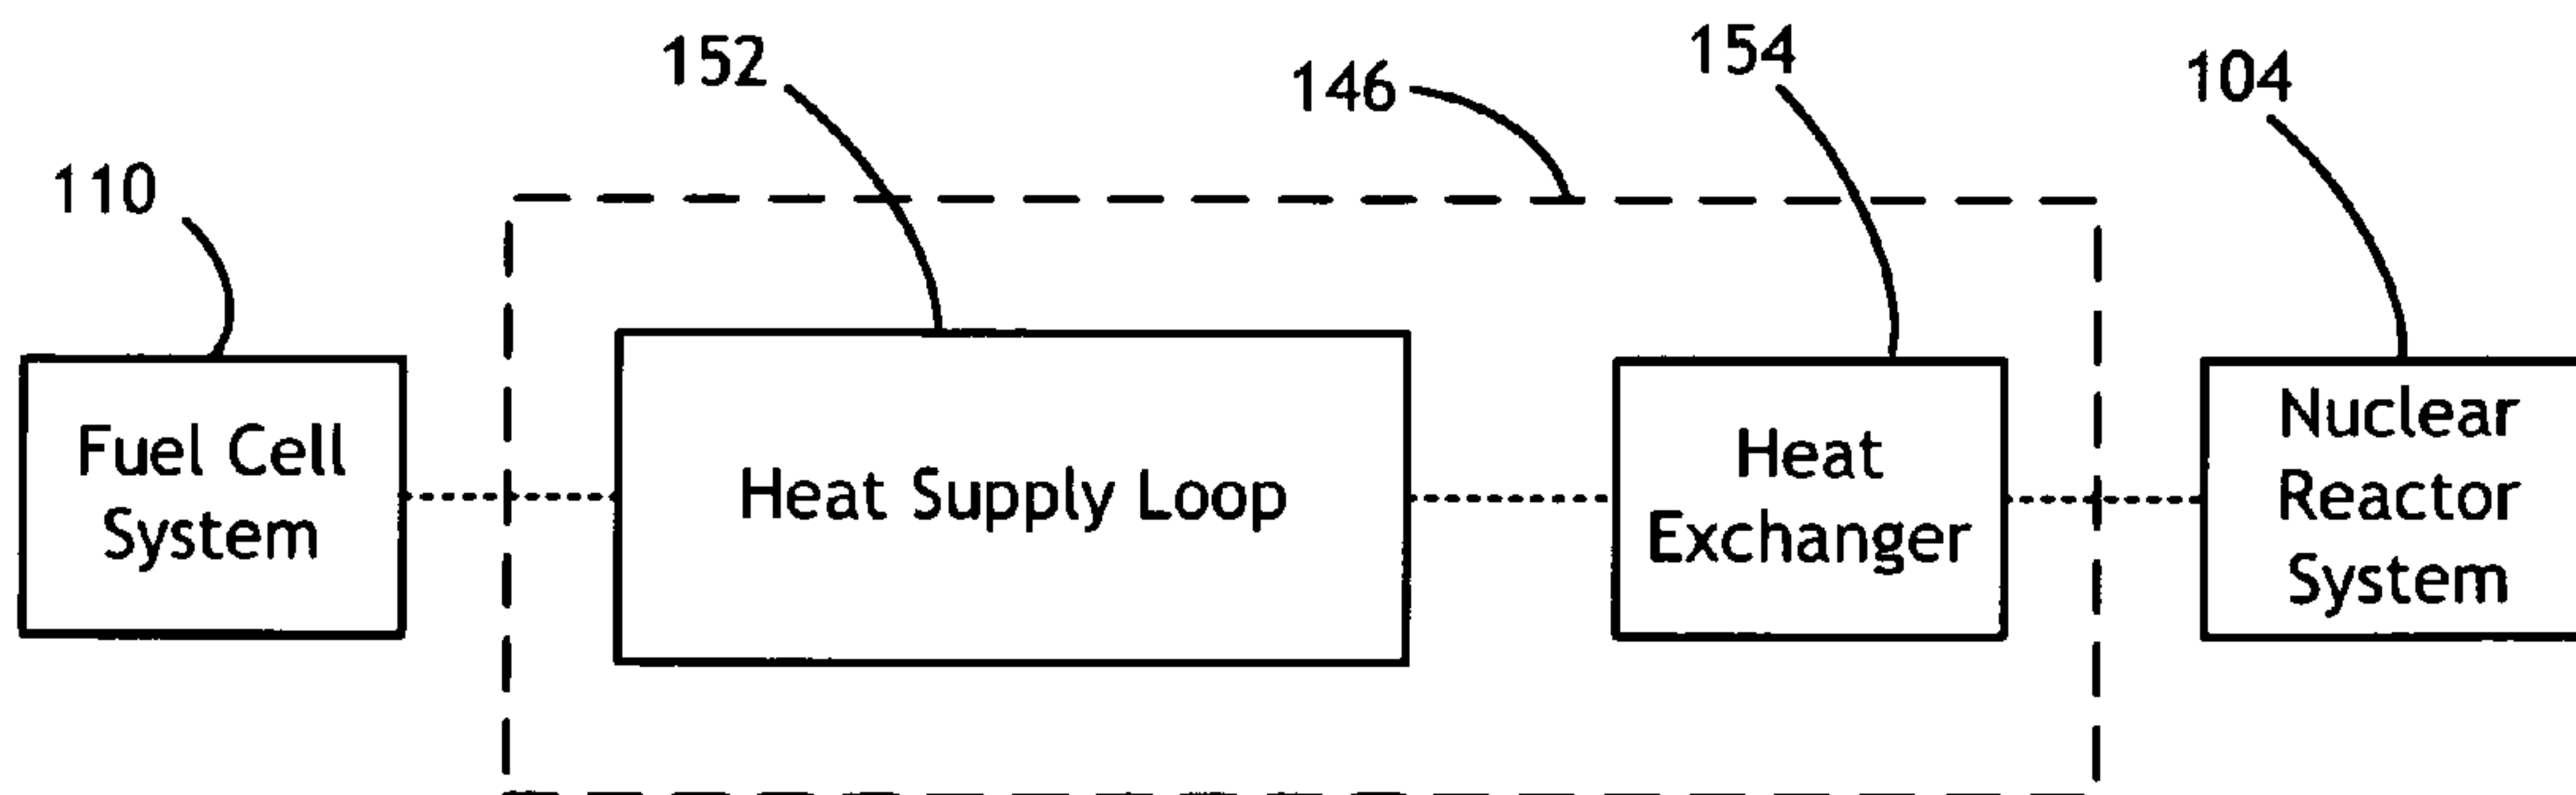 152
146
154
104
110
Fuel Cell
System
Heat Supply Loop
Heat
Exchanger
Nuclear
Reactor
System